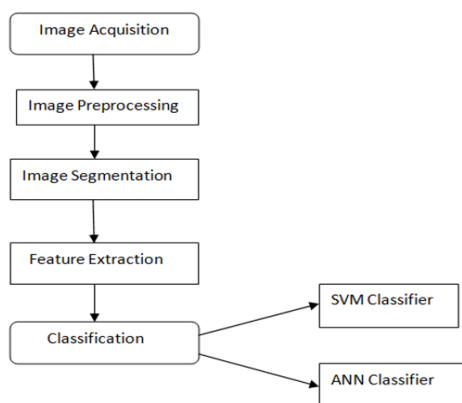 Image Acquisition
Image Preprocessing
Image Segmentation
Feature Extraction
Classification
SVM Classifier
ANN Classifier